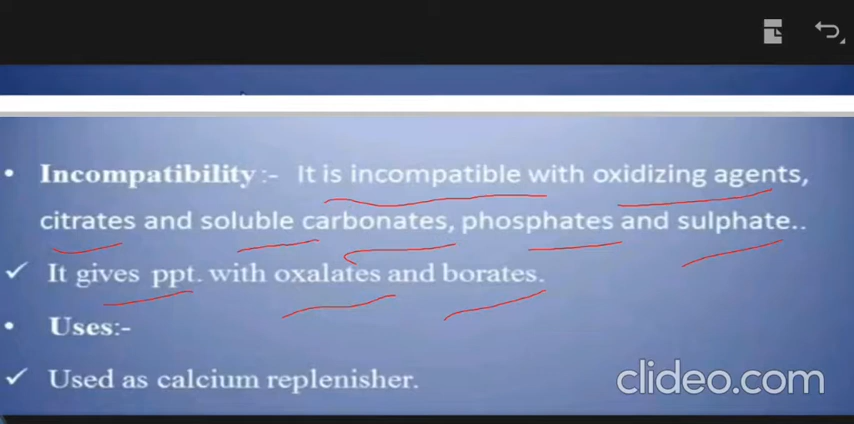 • Incompatibility :- It is incompatible with oxidizing agents,
citrates and soluble carbonates, phosphates and sulphate..
✓ It gives ppt. with oxalates and borates.
• Uses:-
✓ Used as calcium replenisher.
clideo.com